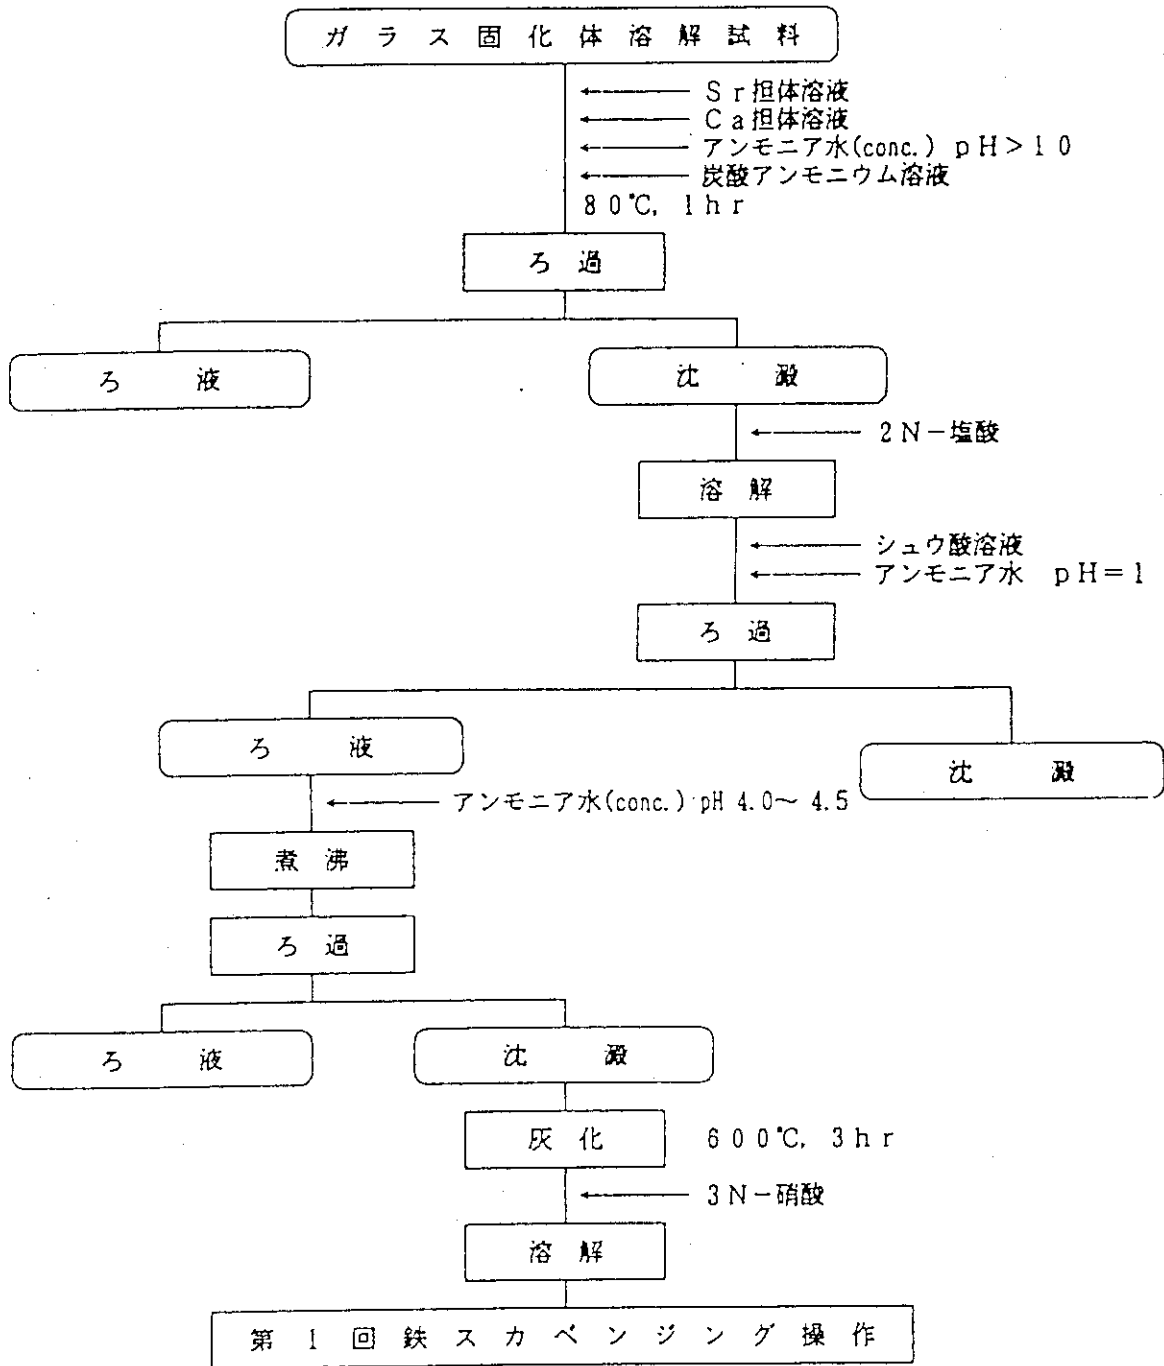 ガラス固化体溶解試料
Sr担体溶液
Ca担体溶液
アンモニア水(conc.) pH>10
炭酸アンモニウム溶液
80℃, 1hr
ろ過
ろ液
沈澱
2N-塩酸
溶解
シュウ酸溶液
アンモニア水 pH=1
ろ過
ろ液
沈澱
アンモニア水(conc.) pH 4.0~4.5
煮沸
ろ過
ろ液
沈澱
灰化
600℃, 3hr
3N-硝酸
溶解
第1回鉄スカベンジング操作